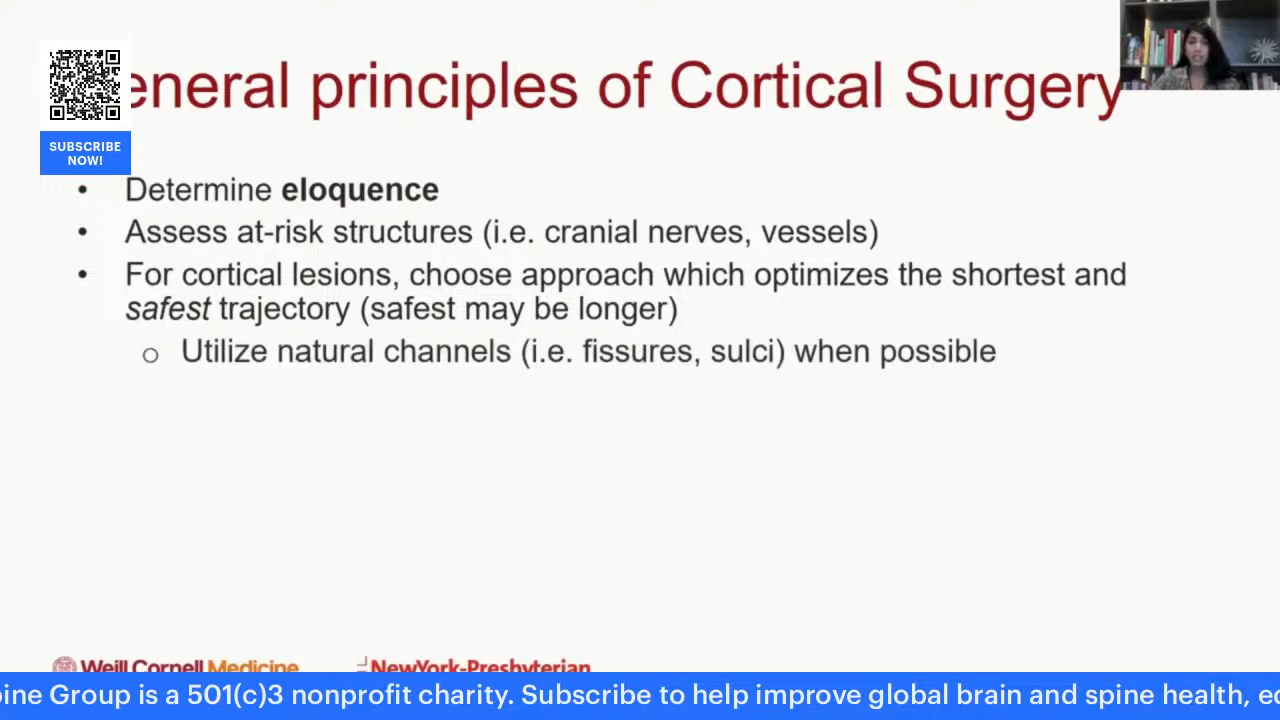 eneral principles of Cortical Surgery
SUBSCRIBE
NOW!
• Determine eloquence
• Assess at-risk structures (i.e. cranial nerves, vessels)
• For cortical lesions, choose approach which optimizes the shortest and
safest trajectory (safest may be longer)
○ Utilize natural channels (i.e. fissures, sulci) when possible
Weill Cornell Medicine
NewYork-Presbyterian
pine Group is a 501(c)3 nonprofit charity. Subscribe to help improve global brain and spine health, ed